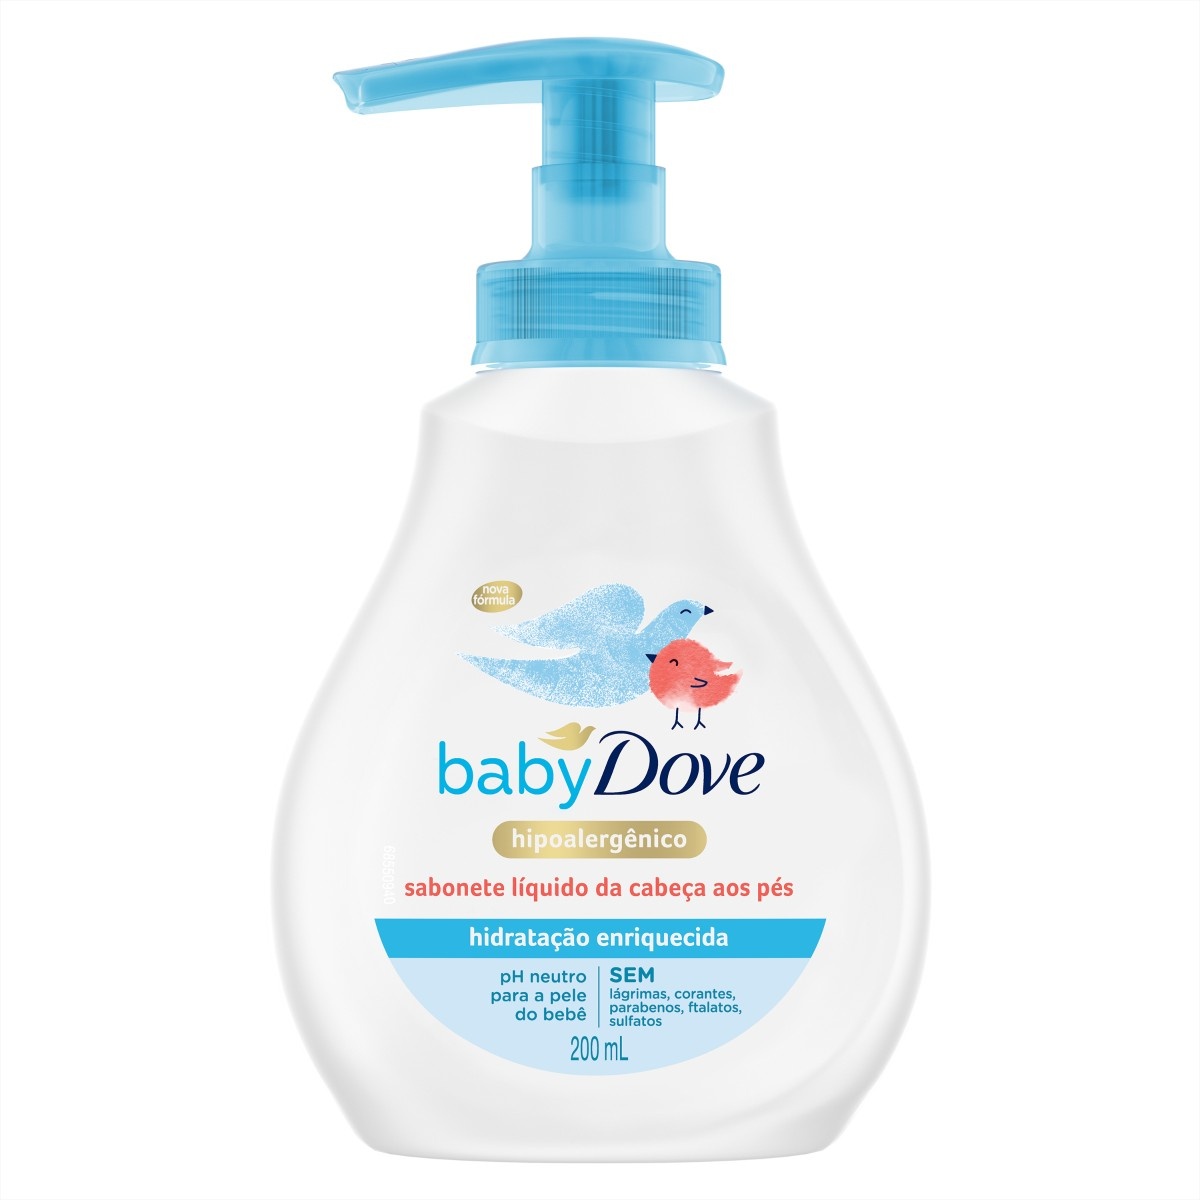 nova
fórmula
baby Dove
hipoalergênico
sabonete líquido da cabeça aos pés
hidratação enriquecida
pH neutro
para a pele
do bebê
SEM
lágrimas, corantes,
parabenos, ftalatos,
sulfatos
200 mL